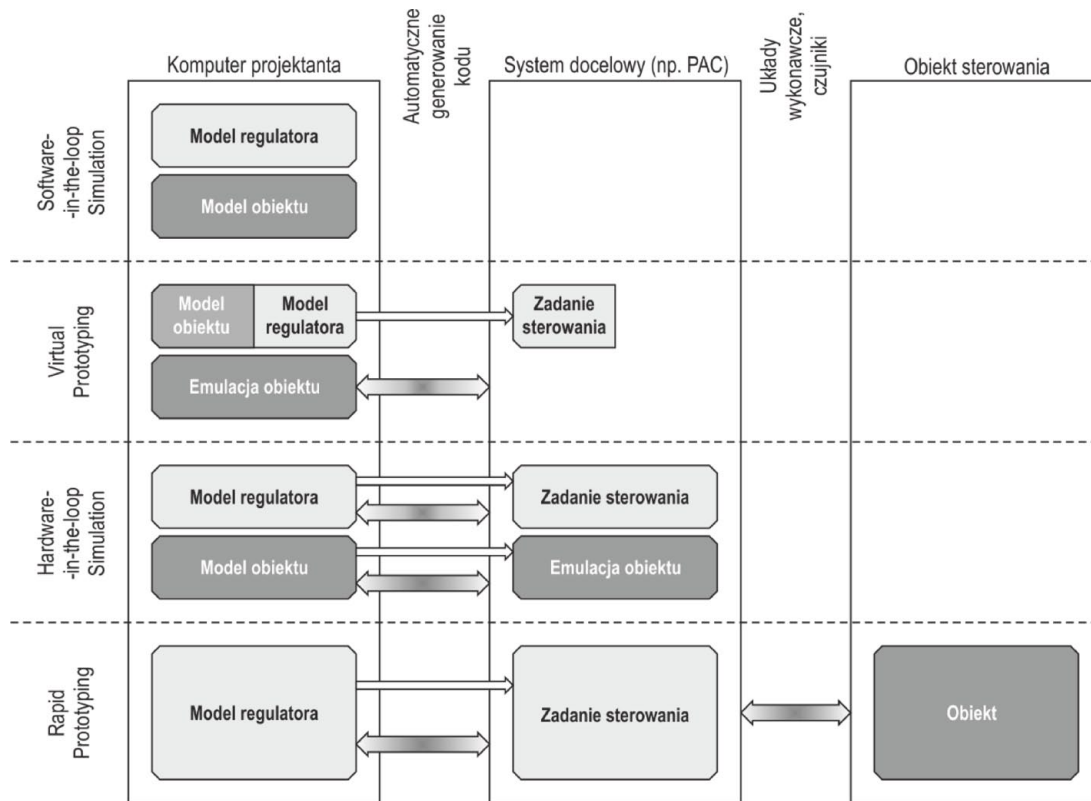 Komputer projektanta
Automatyczne
generowanie
kodu
System docelowy (np. PAC)
Układy
wykonawcze,
czujniki
Obiekt sterowania
Software-
-in-the-loop
Simulation
Model regulatora
Model obiektu
Virtual
Prototyping
Model
obiektu
Model
regulatora
Zadanie
sterowania
Emulacja obiektu
Hardware-
-in-the-loop
Simulation
Model regulatora
Zadanie sterowania
Model obiektu
Emulacja obiektu
Rapid
Prototyping
Model regulatora
Zadanie sterowania
Obiekt